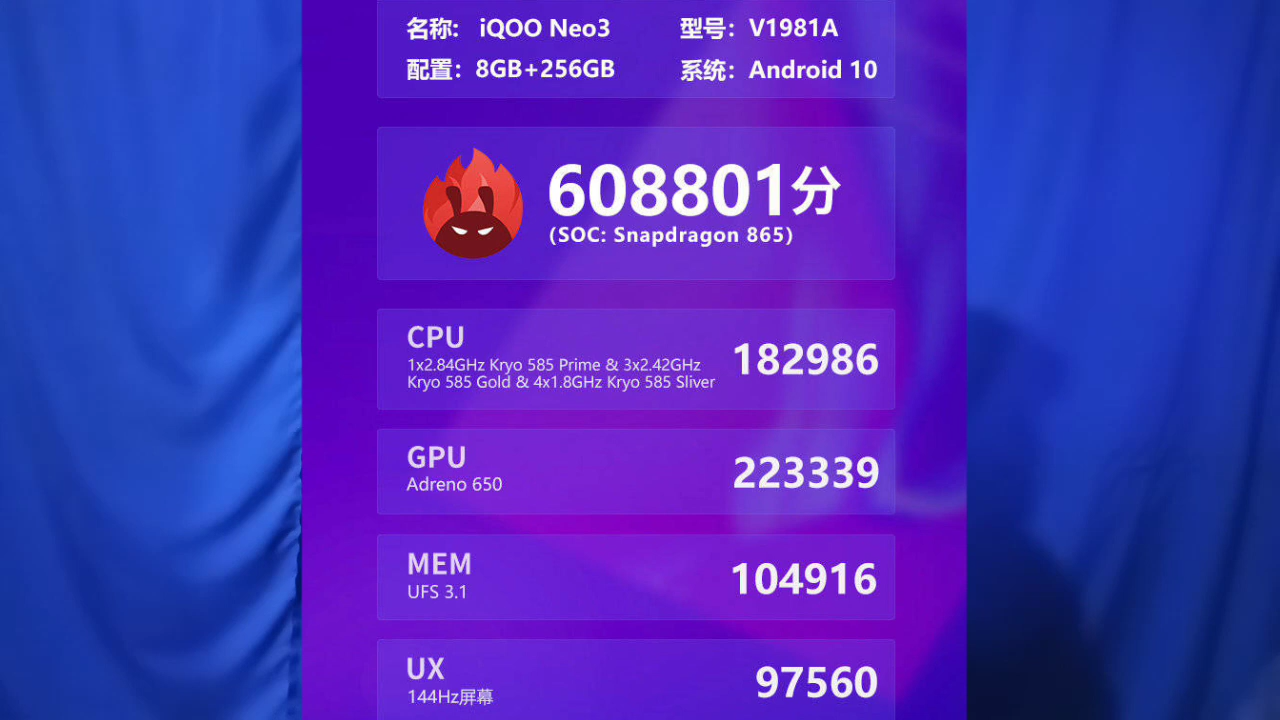 名称: iQOO Neo3 型号: V1981A
配置: 8GB+256GB 系统: Android 10
608801分
(SOC: Snapdragon 865)
CPU
1x2.84GHz Kryo 585 Prime & 3x2.42GHz
Kryo 585 Gold & 4x1.8GHz Kryo 585 Sliver
182986
GPU
Adreno 650
223339
MEM
UFS 3.1
104916
UX
144Hz屏幕
97560